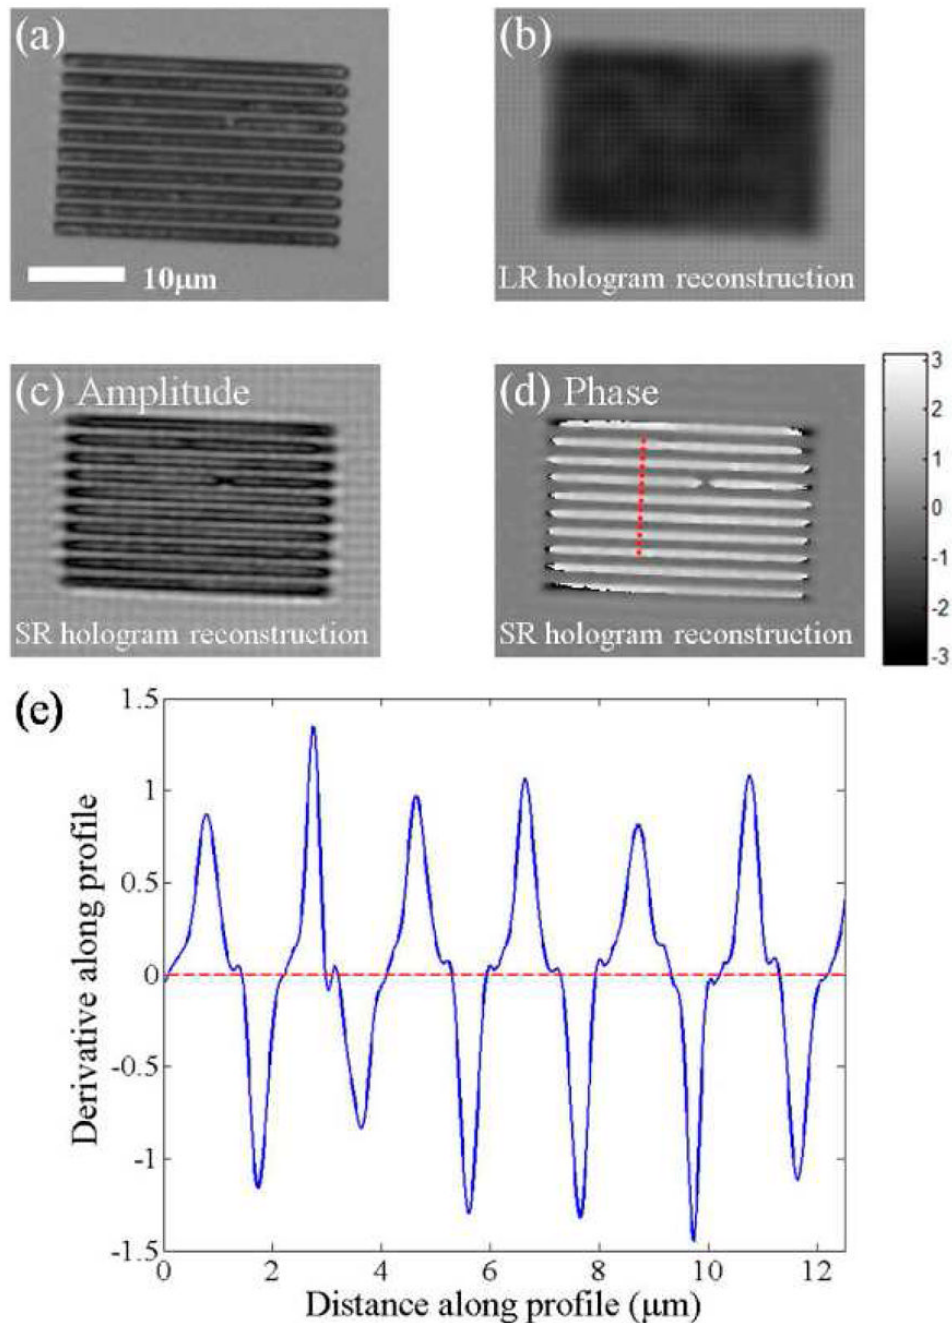 (a)
(b)
10μm
LR hologram reconstruction
(c) Amplitude
(d) Phase
SR hologram reconstruction
SR hologram reconstruction
3
2
1
0
-1
-2
-3
(e)
1.5
1
0.5
0
-0.5
-1
-1.5
Derivative along profile
0 2 4 6 8 10 12
Distance along profile (μm)